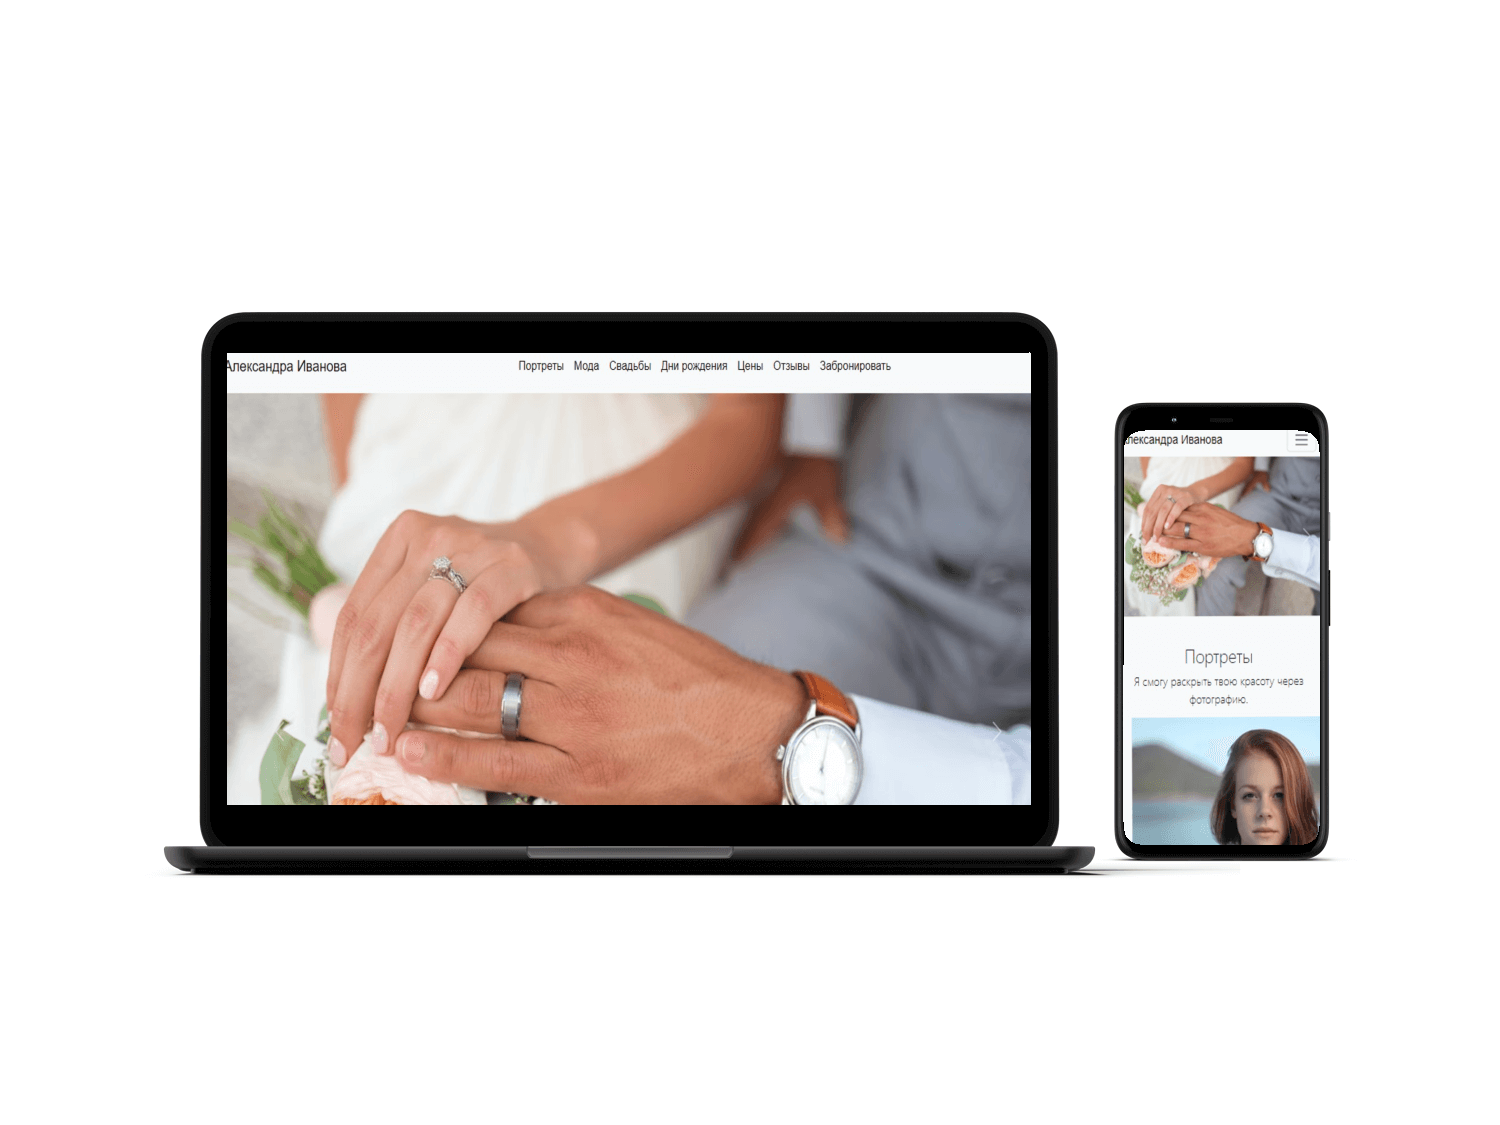 Александра Иванова
Портреты Мода Свадьбы Дни рождения Цены Отзывы Забронировать
лександра Иванова
Портреты
Я смогу раскрыть твою красоту через
фотографию.